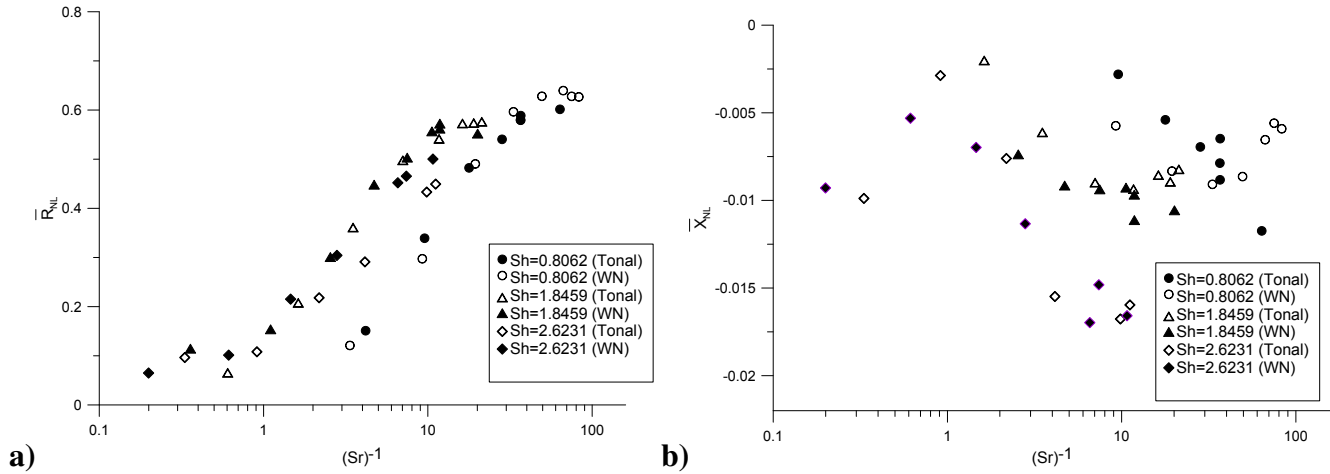 0.8
0.6
0.4
0.2
0
R̅NL
0.1
1
10
100
(Sr)-1
Sh=0.8062 (Tonal)
Sh=0.8062 (WN)
Sh=1.8459 (Tonal)
Sh=1.8459 (WN)
Sh=2.6231 (Tonal)
Sh=2.6231 (WN)
a)
0
-0.005
-0.01
-0.015
-0.02
X̅NL
0.1
1
10
100
(Sr)-1
Sh=0.8062 (Tonal)
Sh=0.8062 (WN)
Sh=1.8459 (Tonal)
Sh=1.8459 (WN)
Sh=2.6231 (Tonal)
Sh=2.6231 (WN)
b)